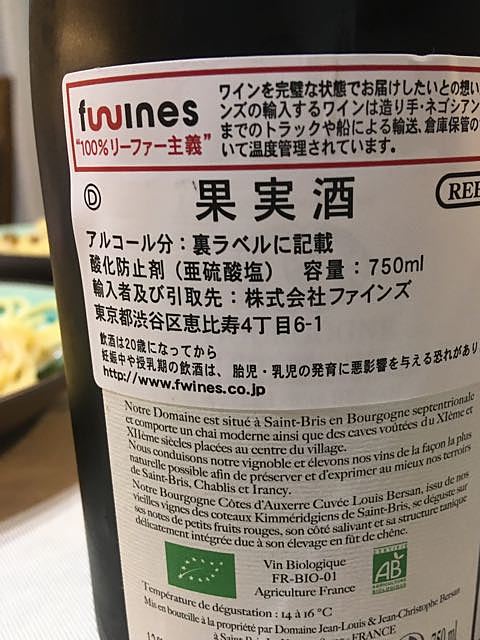 fwines
"100%リーファー主義"
ワインを完璧な状態でお届けしたいとの想い
ンズの輸入するワインは造り手・ネゴシアン
までのトラックや船による輸送、倉庫保管の
いて温度管理されています。
Ⓓ 果実酒 REE
アルコール分：裏ラベルに記載
酸化防止剤（亜硫酸塩） 容量：750ml
輸入者及び引取先：株式会社ファインズ
東京都渋谷区恵比寿4丁目6-1
飲酒は20歳になってから
妊娠中や授乳期の飲酒は、胎児・乳児の発育に悪影響を与える恐れがあり
http://www.fwines.co.jp
Notre Domaine est situé à Saint-Bris en Bourgogne septentrionale
et comporte un chai moderne ainsi que des caves voûtées du XIème et
XIIème siècles placées au centre du village.
Nous conduisons notre vignoble et élevons nos vins de la façon la plus
naturelle possible afin de préserver et d'exprimer au mieux nos terroirs
de Saint-Bris, Chablis et Irancy.
Notre Bourgogne Côtes d'Auxerre Cuvée Louis Bersan, issu de nos
vieilles vignes des coteaux Kimméridgiens de Saint-Bris, se déguste sur
ses notes de petits fruits rouges, son côté salivant et sa structure tanique
délicatement intégrée due à son élevage en fût de chêne.
Vin Biologique
FR-BIO-01
Agriculture France
AB
AGRICULTURE
BIOLOGIQUE
Température de dégustation : 14 à 16 °C
Mis en bouteille à la propriété par Domaine Jean-Louis & Jean-Christophe Bersan
à Saint-Bris FRANCE
750 ml